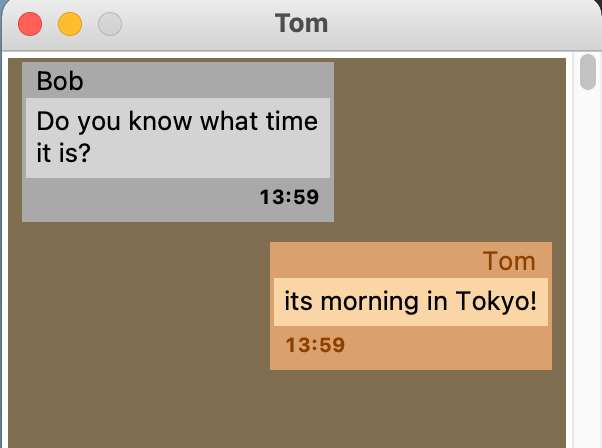 Tom
Bob
Do you know what time
it is?
13:59
Tom
its morning in Tokyo!
13:59